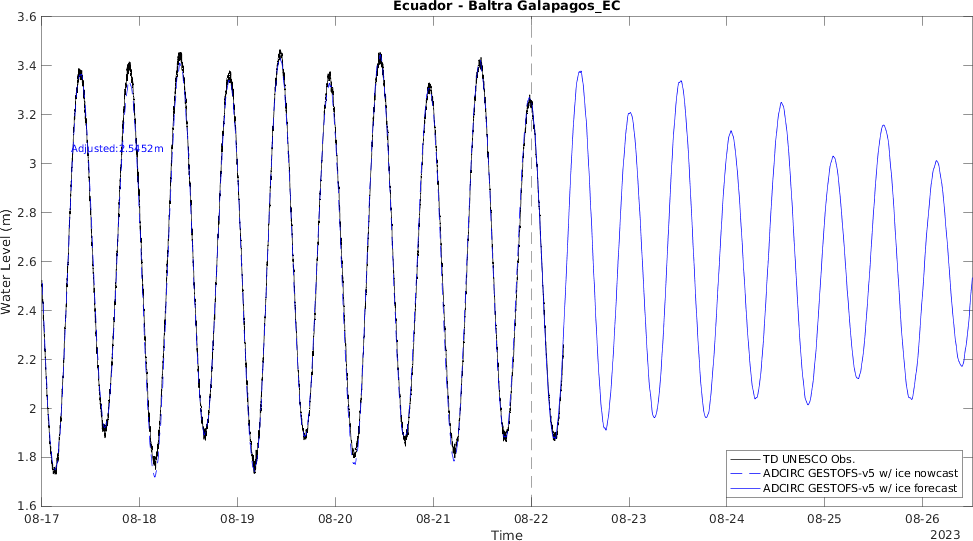 Ecuador - Baltra Galapagos_EC
3.6
3.4
3.2
3
2.8
2.6
2.4
2.2
2
1.8
1.6
Water Level (m)
Adjusted:2.5452m
TD UNESCO Obs.
ADCIRC GESTOFS-v5 w/ ice nowcast
ADCIRC GESTOFS-v5 w/ ice forecast
08-17 08-18 08-19 08-20 08-21 08-22 08-23 08-24 08-25 08-26
Time
2023